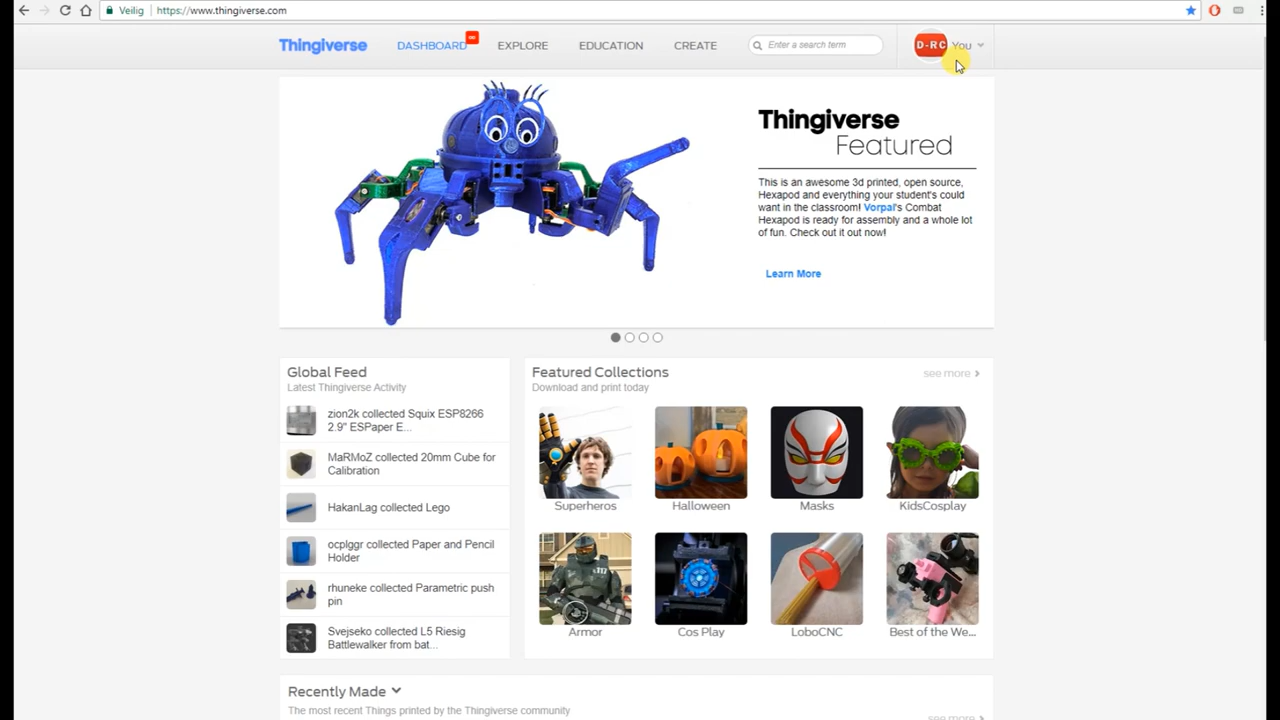 Veilig https://www.thingiverse.com
Thingiverse DASHBOARD EXPLORE EDUCATION CREATE Enter a search term D-RC You
Thingiverse
Featured
This is an awesome 3d printed, open source,
Hexapod and everything your student's could
want in the classroom! Vorpal's Combat
Hexapod is ready for assembly and a whole lot
of fun. Check out it out now!
Learn More
Global Feed
Latest Thingiverse Activity
zion2k collected Squix ESP8266
2.9" ESPaper E...
MaRMoZ collected 20mm Cube for
Calibration
HakanLag collected Lego
ocplggr collected Paper and Pencil
Holder
rhuneke collected Parametric push
pin
Svejseko collected L5 Riesig
Battlewalker from bat...
Featured Collections
see more
Download and print today
Superheros
Halloween
Masks
KidsCosplay
Armor
Cos Play
LoboCNC
Best of the We...
Recently Made
The most recent Things printed by the Thingiverse community
see more